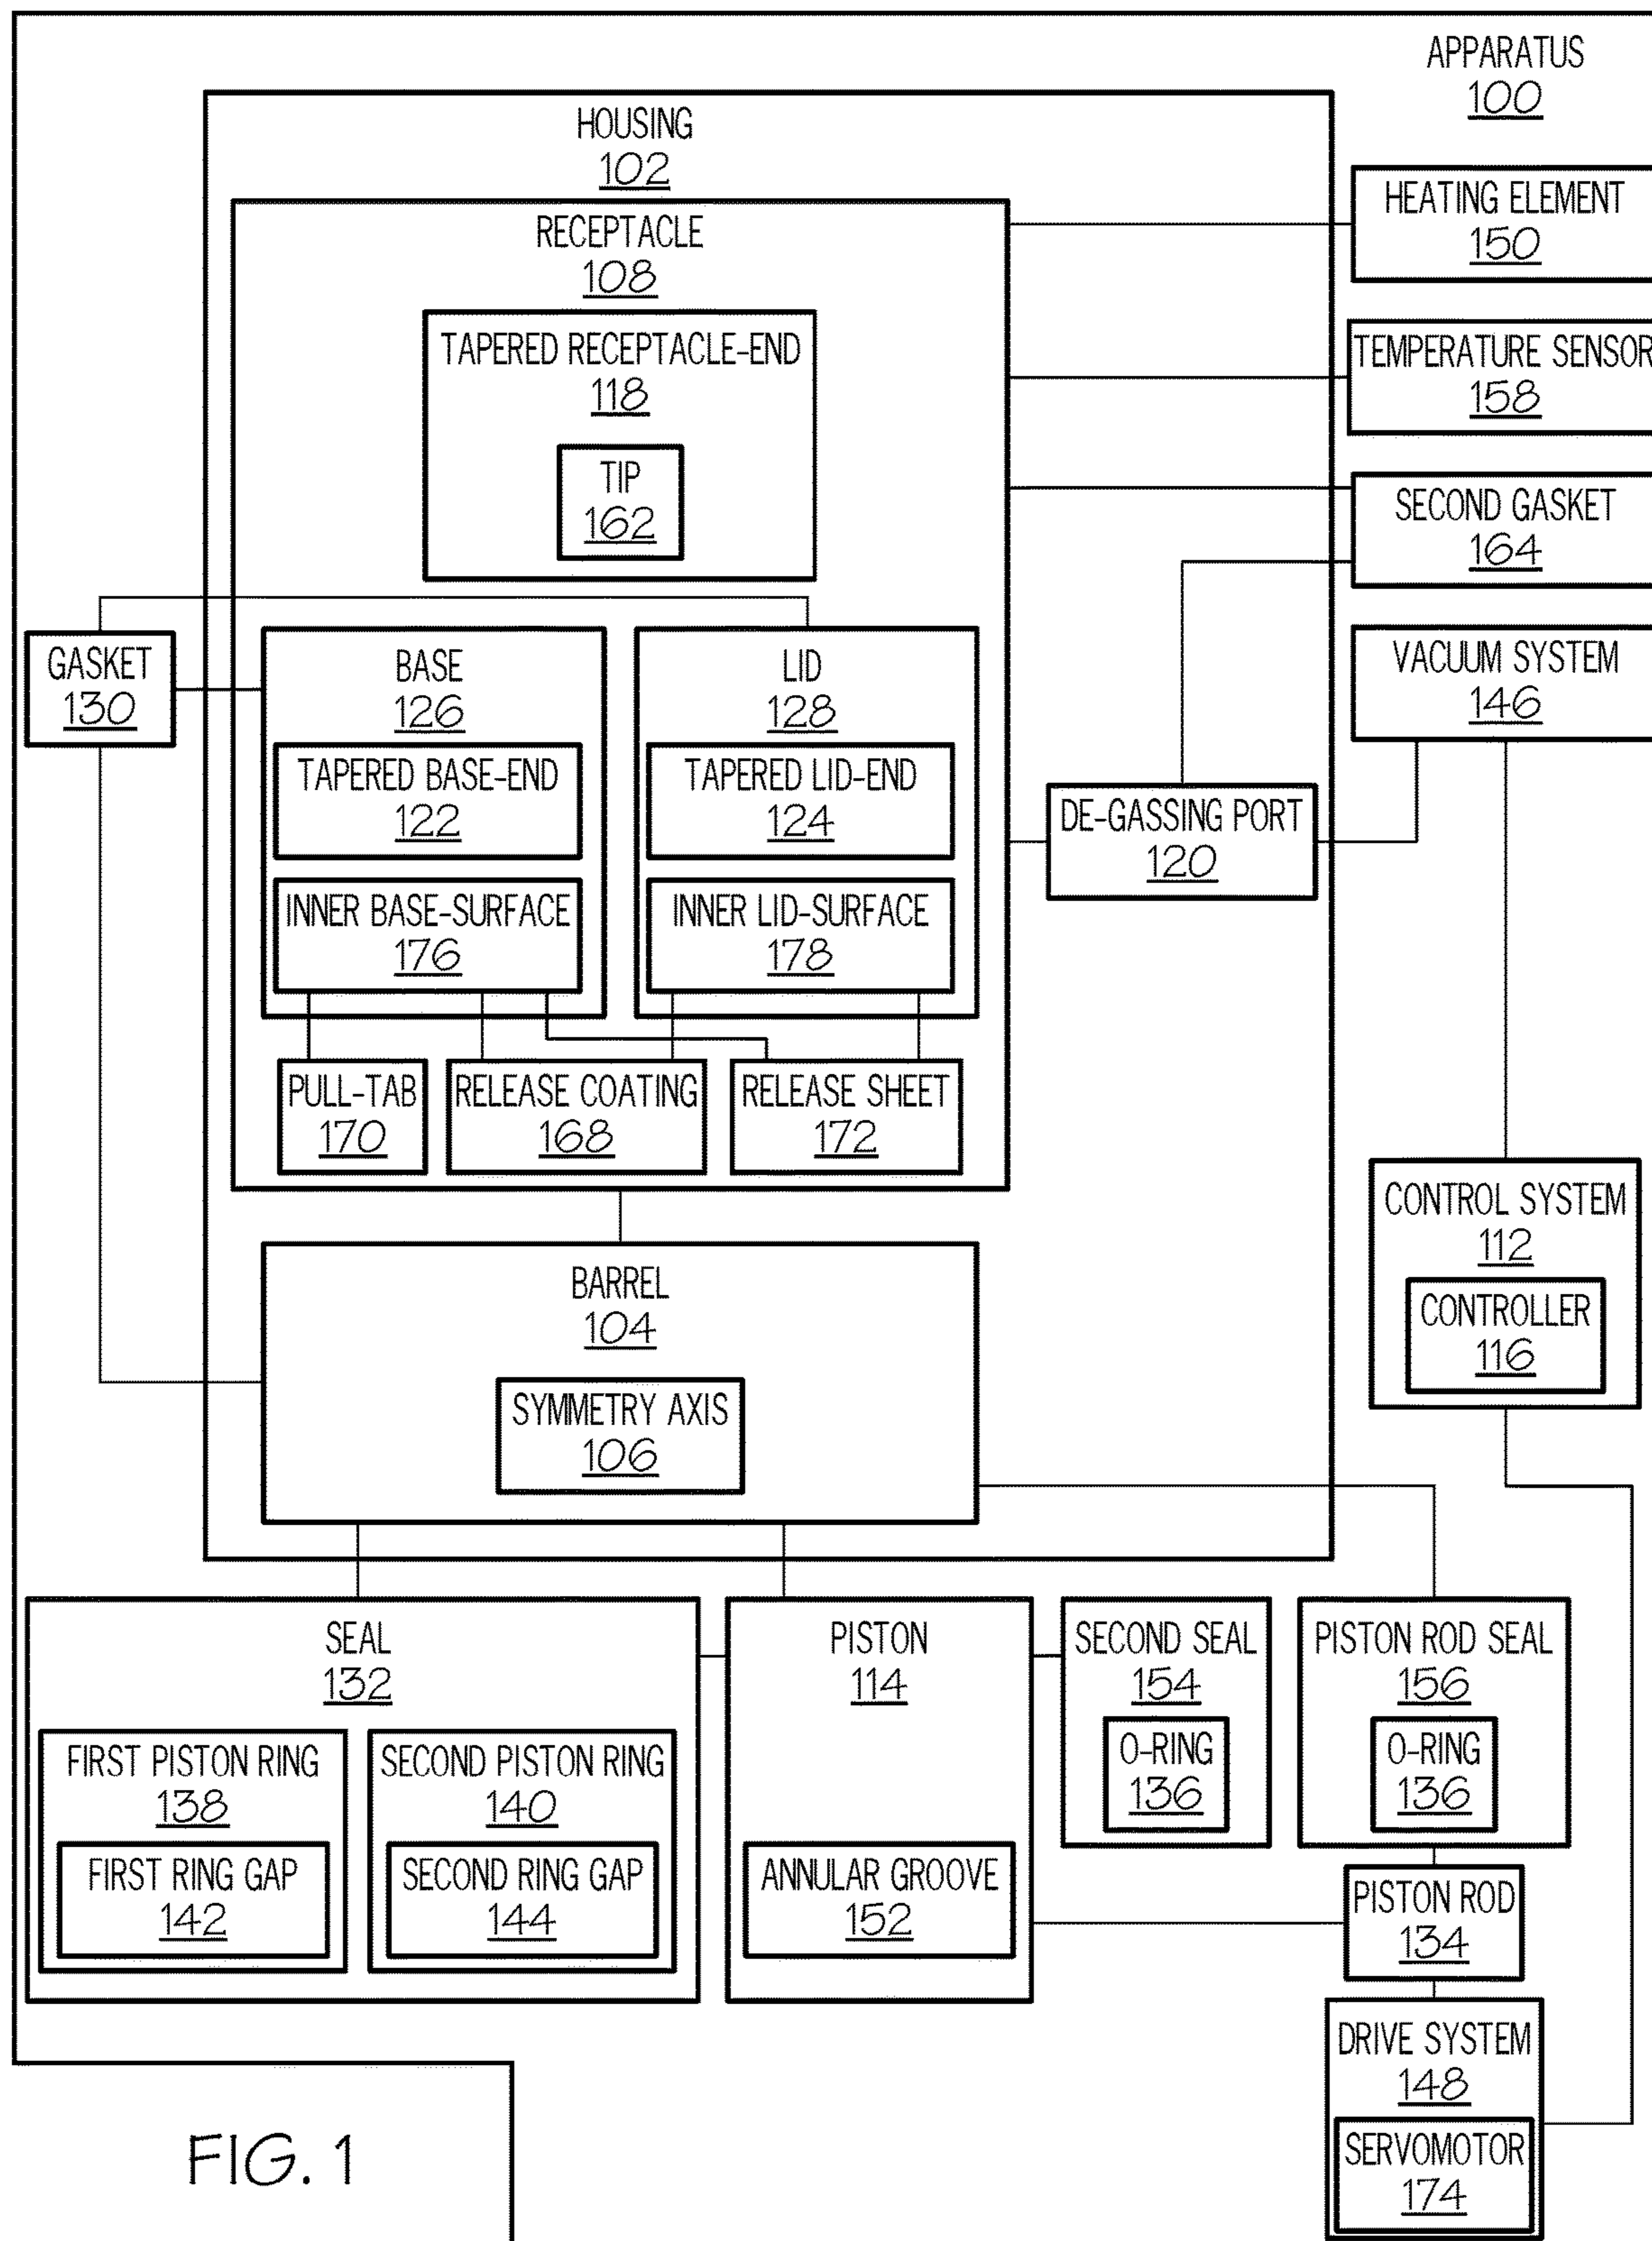 APPARATUS
100
HOUSING
102
HEATING ELEMENT
150
RECEPTACLE
108
TAPERED RECEPTACLE-END
118
TIP
162
TEMPERATURE SENSOR
158
SECOND GASKET
164
GASKET
130
BASE
126
LID
128
VACUUM SYSTEM
146
TAPERED BASE-END
122
TAPERED LID-END
124
DE-GASSING PORT
120
INNER BASE-SURFACE
176
INNER LID-SURFACE
178
PULL-TAB
170
RELEASE COATING
168
RELEASE SHEET
172
CONTROL SYSTEM
112
CONTROLLER
116
BARREL
104
SYMMETRY AXIS
106
SEAL
132
PISTON
114
SECOND SEAL
154
PISTON ROD SEAL
156
FIRST PISTON RING
138
SECOND PISTON RING
140
O-RING
136
O-RING
136
FIRST RING GAP
142
SECOND RING GAP
144
ANNULAR GROOVE
152
PISTON ROD
134
DRIVE SYSTEM
148
SERVOMOTOR
174
FIG. 1